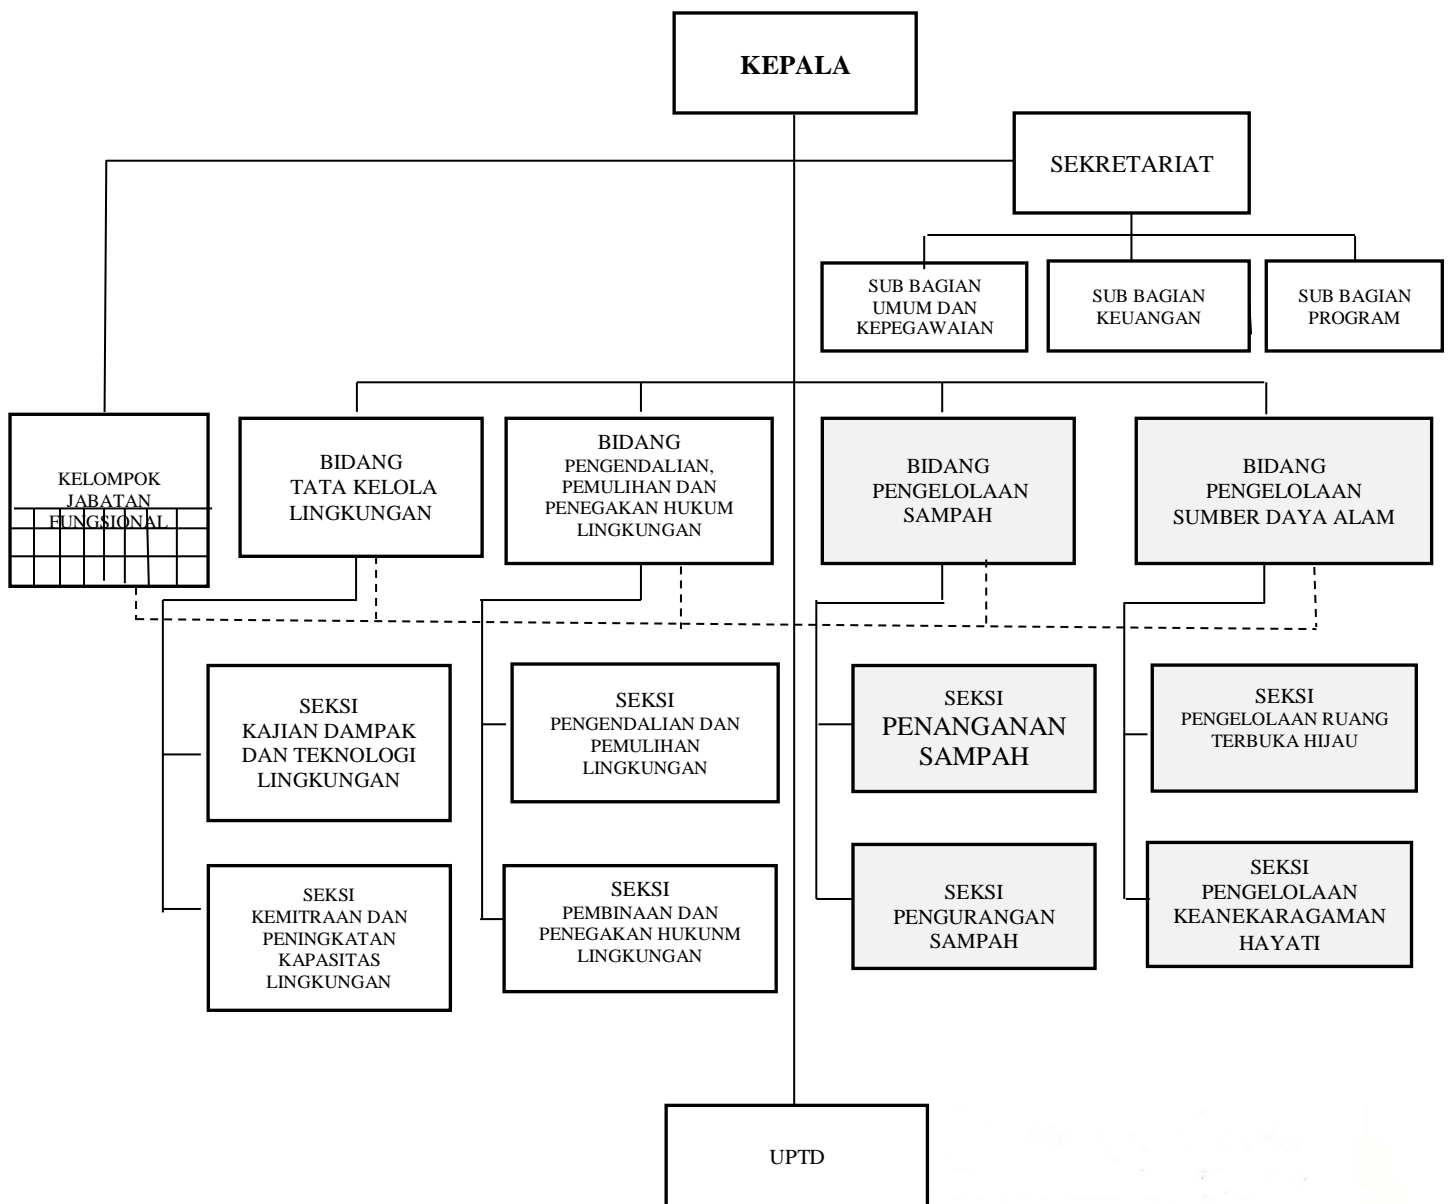 KEPALA
SEKRETARIAT
SUB BAGIAN
UMUM DAN
KEPEGAWAIAN
SUB BAGIAN
KEUANGAN
SUB BAGIAN
PROGRAM
KELOMPOK
JABATAN
FUNGSIONAL
BIDANG
TATA KELOLA
LINGKUNGAN
BIDANG
PENGENDALIAN,
PEMULIHAN DAN
PENEGAKAN HUKUM
LINGKUNGAN
BIDANG
PENGELOLAAN
SAMPAH
BIDANG
PENGELOLAAN
SUMBER DAYA ALAM
SEKSI
KAJIAN DAMPAK
DAN TEKNOLOGI
LINGKUNGAN
SEKSI
PENGENDALIAN DAN
PEMULIHAN
LINGKUNGAN
SEKSI
PENANGANAN
SAMPAH
SEKSI
PENGELOLAAN RUANG
TERBUKA HIJAU
SEKSI
KEMITRAAN DAN
PENINGKATAN
KAPASITAS
LINGKUNGAN
SEKSI
PEMBINAAN DAN
PENEGAKAN HUKUNM
LINGKUNGAN
SEKSI
PENGURANGAN
SAMPAH
SEKSI
PENGELOLAAN
KEANEKARAGAMAN
HAYATI
UPTD